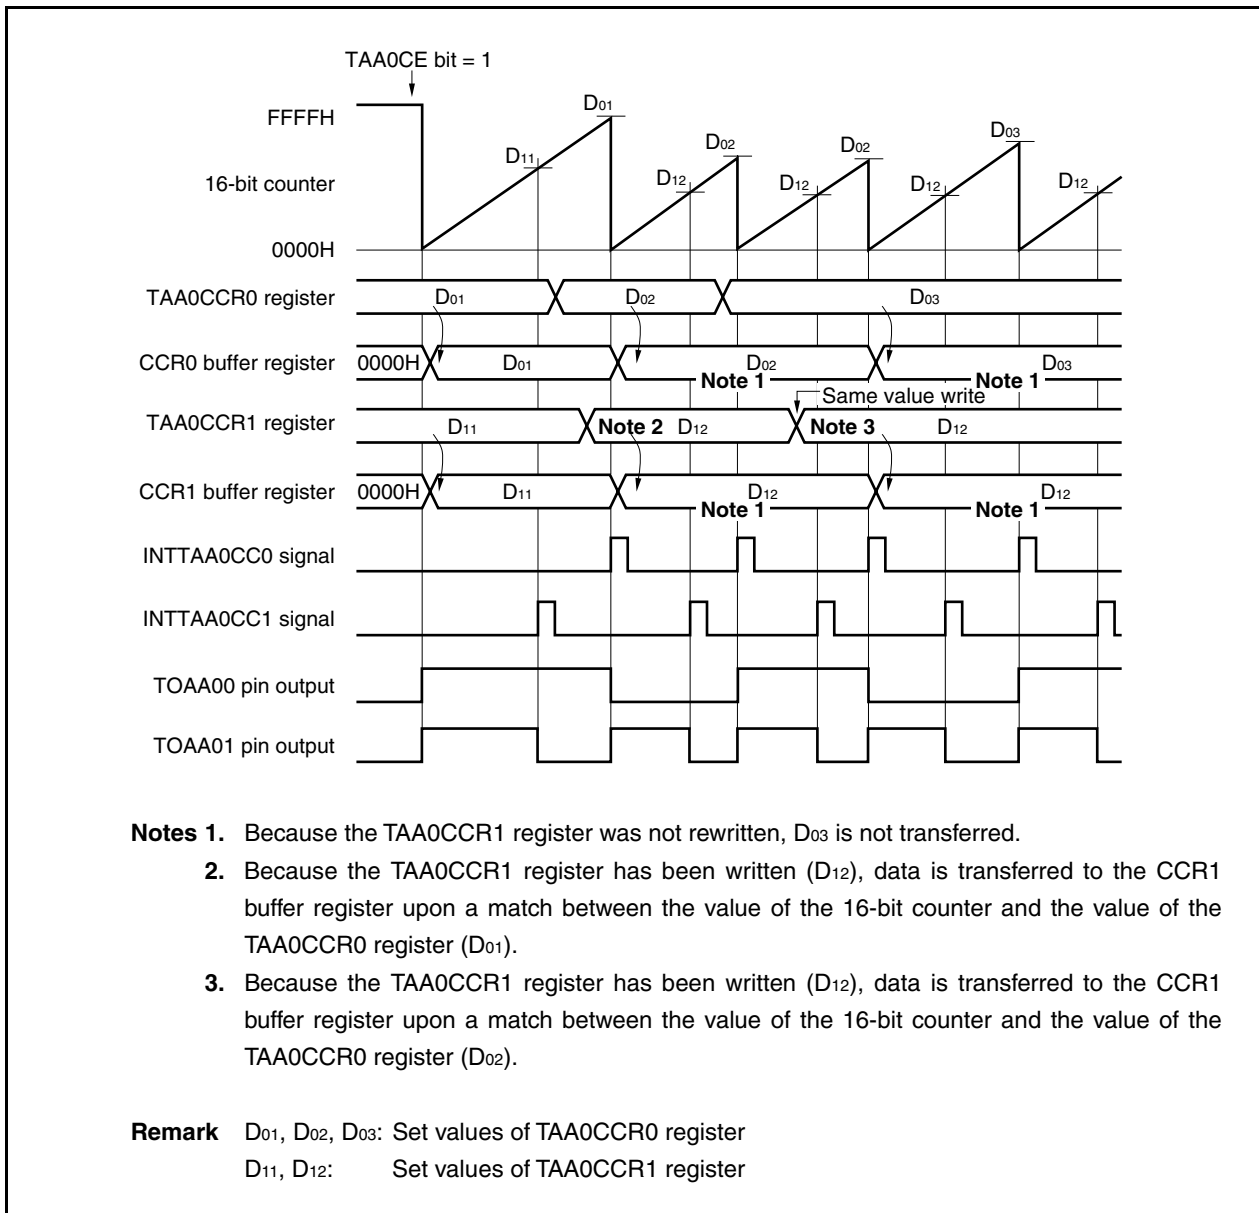 TAA0CE bit = 1
FFFFH
D01
D11
D02
D02
D03
16-bit counter
D12
D12
D12
D12
0000H
TAA0CCR0 register
D01
D02
D03
CCR0 buffer register
0000H
D01
D02
D03
Note 1
Note 1
Same value write
TAA0CCR1 register
D11
Note 2
D12
Note 3
D12
CCR1 buffer register
0000H
D11
D12
D12
Note 1
Note 1
INTTAA0CC0 signal
INTTAA0CC1 signal
TOAA00 pin output
TOAA01 pin output
Notes 1. Because the TAA0CCR1 register was not rewritten, D03 is not transferred.
2. Because the TAA0CCR1 register has been written (D12), data is transferred to the CCR1
buffer register upon a match between the value of the 16-bit counter and the value of the
TAA0CCR0 register (D01).
3. Because the TAA0CCR1 register has been written (D12), data is transferred to the CCR1
buffer register upon a match between the value of the 16-bit counter and the value of the
TAA0CCR0 register (D02).
Remark D01, D02, D03: Set values of TAA0CCR0 register
D11, D12: Set values of TAA0CCR1 register